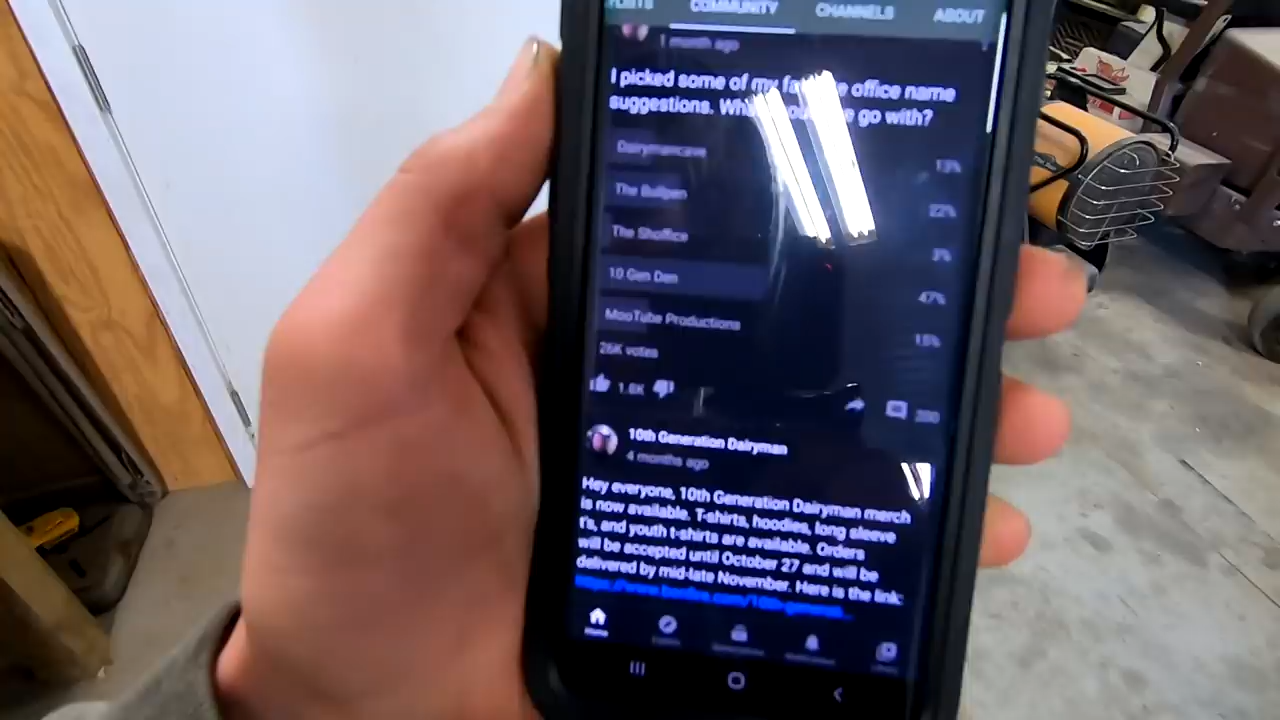 COMMUNITY CHANNELS ABOUT
1 month ago
I picked some of my office name
suggestions. go with?
Dairymancave 13%
The Bullpen 22%
The Shoffice 3%
10 Gen Den 47%
MooTube Productions 15%
26K votes
1.6K
10th Generation Dairyman
4 months ago
Hey everyone, 10th Generation Dairyman merch
is now available. T-shirts, hoodies, long sleeve
t's, and youth t-shirts are available. Orders
will be accepted until October 27 and will be
delivered by mid-late November. Here is the link:
Home